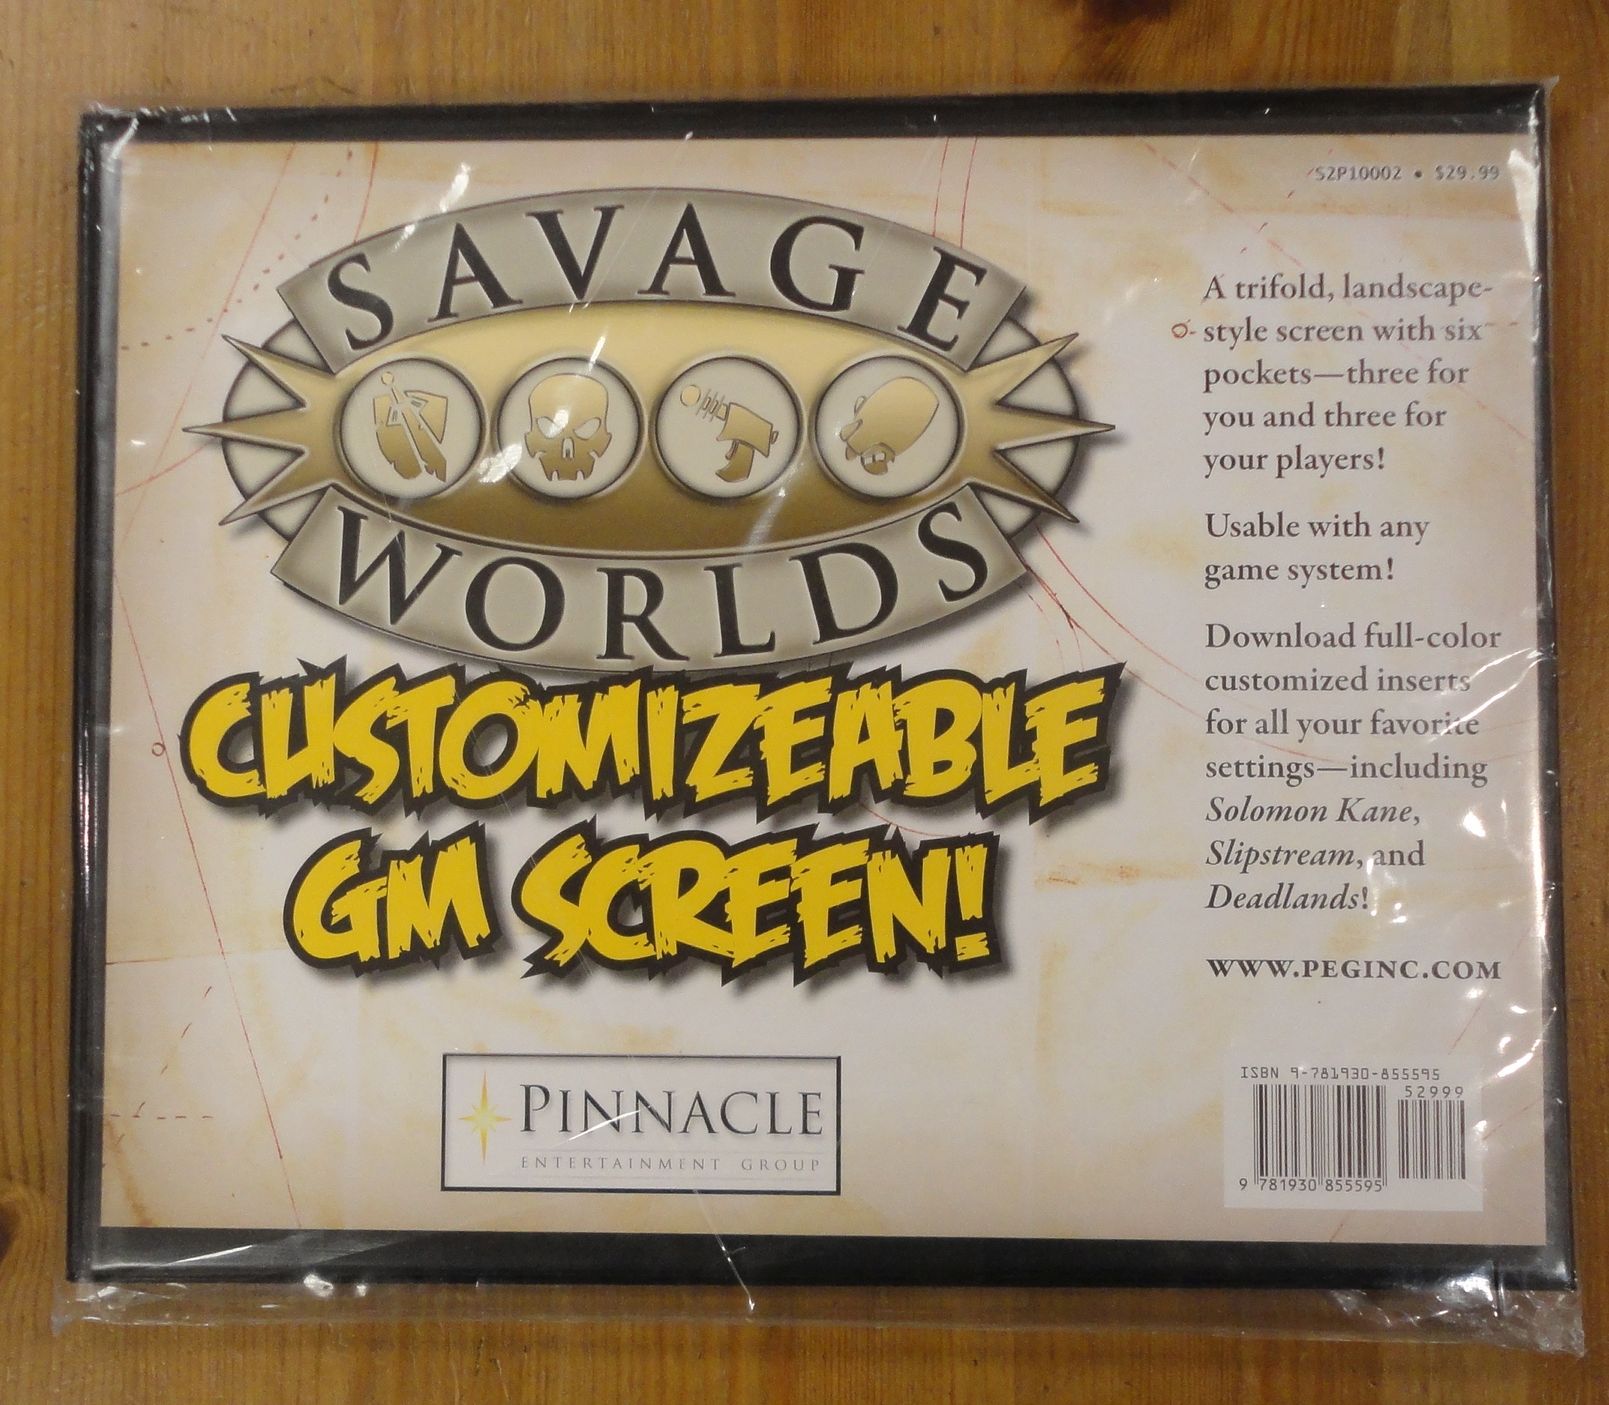 S2P10002 • $29.99
SAVAGE
WORLDS
CUSTOMIZEABLE
GM SCREEN!
A trifold, landscape-
style screen with six
pockets—three for
you and three for
your players!
Usable with any
game system!
Download full-color
customized inserts
for all your favorite
settings—including
Solomon Kane,
Slipstream, and
Deadlands!
WWW.PEGINC.COM
PINNACLE
ENTERTAINMENT GROUP
ISBN 9-781930-855595
52999
9 781930 855595